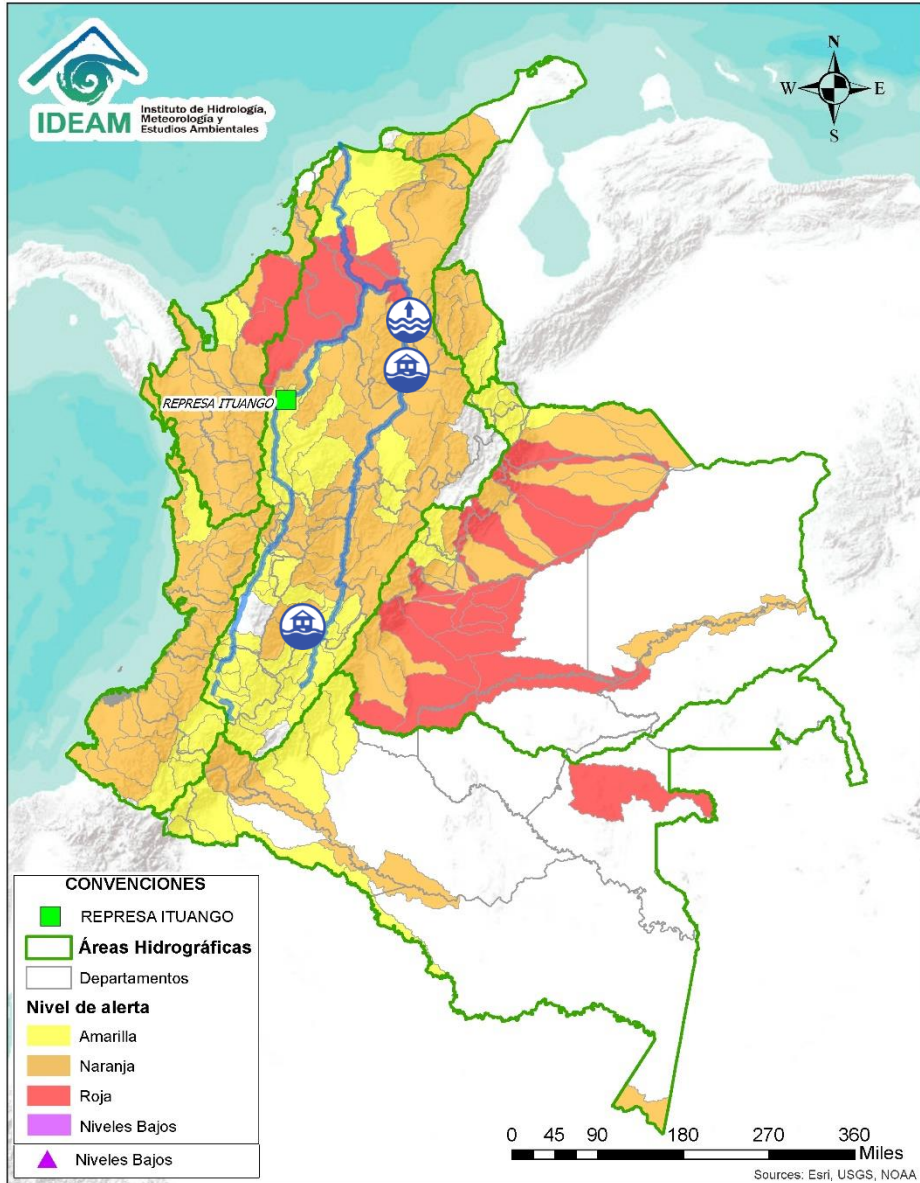 IDEAM
Instituto de Hidrología,
Meteorología y
Estudios Ambientales
N
W
E
S
REPRESA ITUANGO
CONVENCIONES
REPRESA ITUANGO
Áreas Hidrográficas
Departamentos
Nivel de alerta
Amarilla
Naranja
Roja
Niveles Bajos
Niveles Bajos
0 45 90 180 270 360
Miles
Sources: Esri, USGS, NOAA